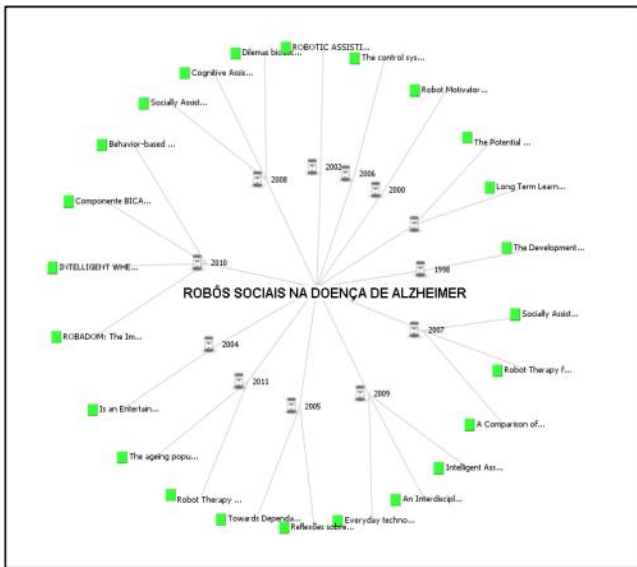 Dilemas bioét...
ROBOTIC ASSISTI...
The control sys...
Cognitive Assis...
Robot Motivator...
Socially Assist...
The Potential ...
Behavior-based ...
Long Term Learn...
Componente BICA...
The Development...
INTELLIGENT WHE...
Socially Assist...
ROBADOM: The Im...
Robot Therapy f...
Is an Entertain...
A Comparison of...
The ageing popu...
Intelligent Ass...
Robot Therapy ...
An Interdiscipl...
Towards Dependa...
Reflexões sobre...
Everyday techno...
2002
2006
2008
2000
1998
2010
ROBÔS SOCIAIS NA DOENÇA DE ALZHEIMER
2007
2004
2011
2005
2009